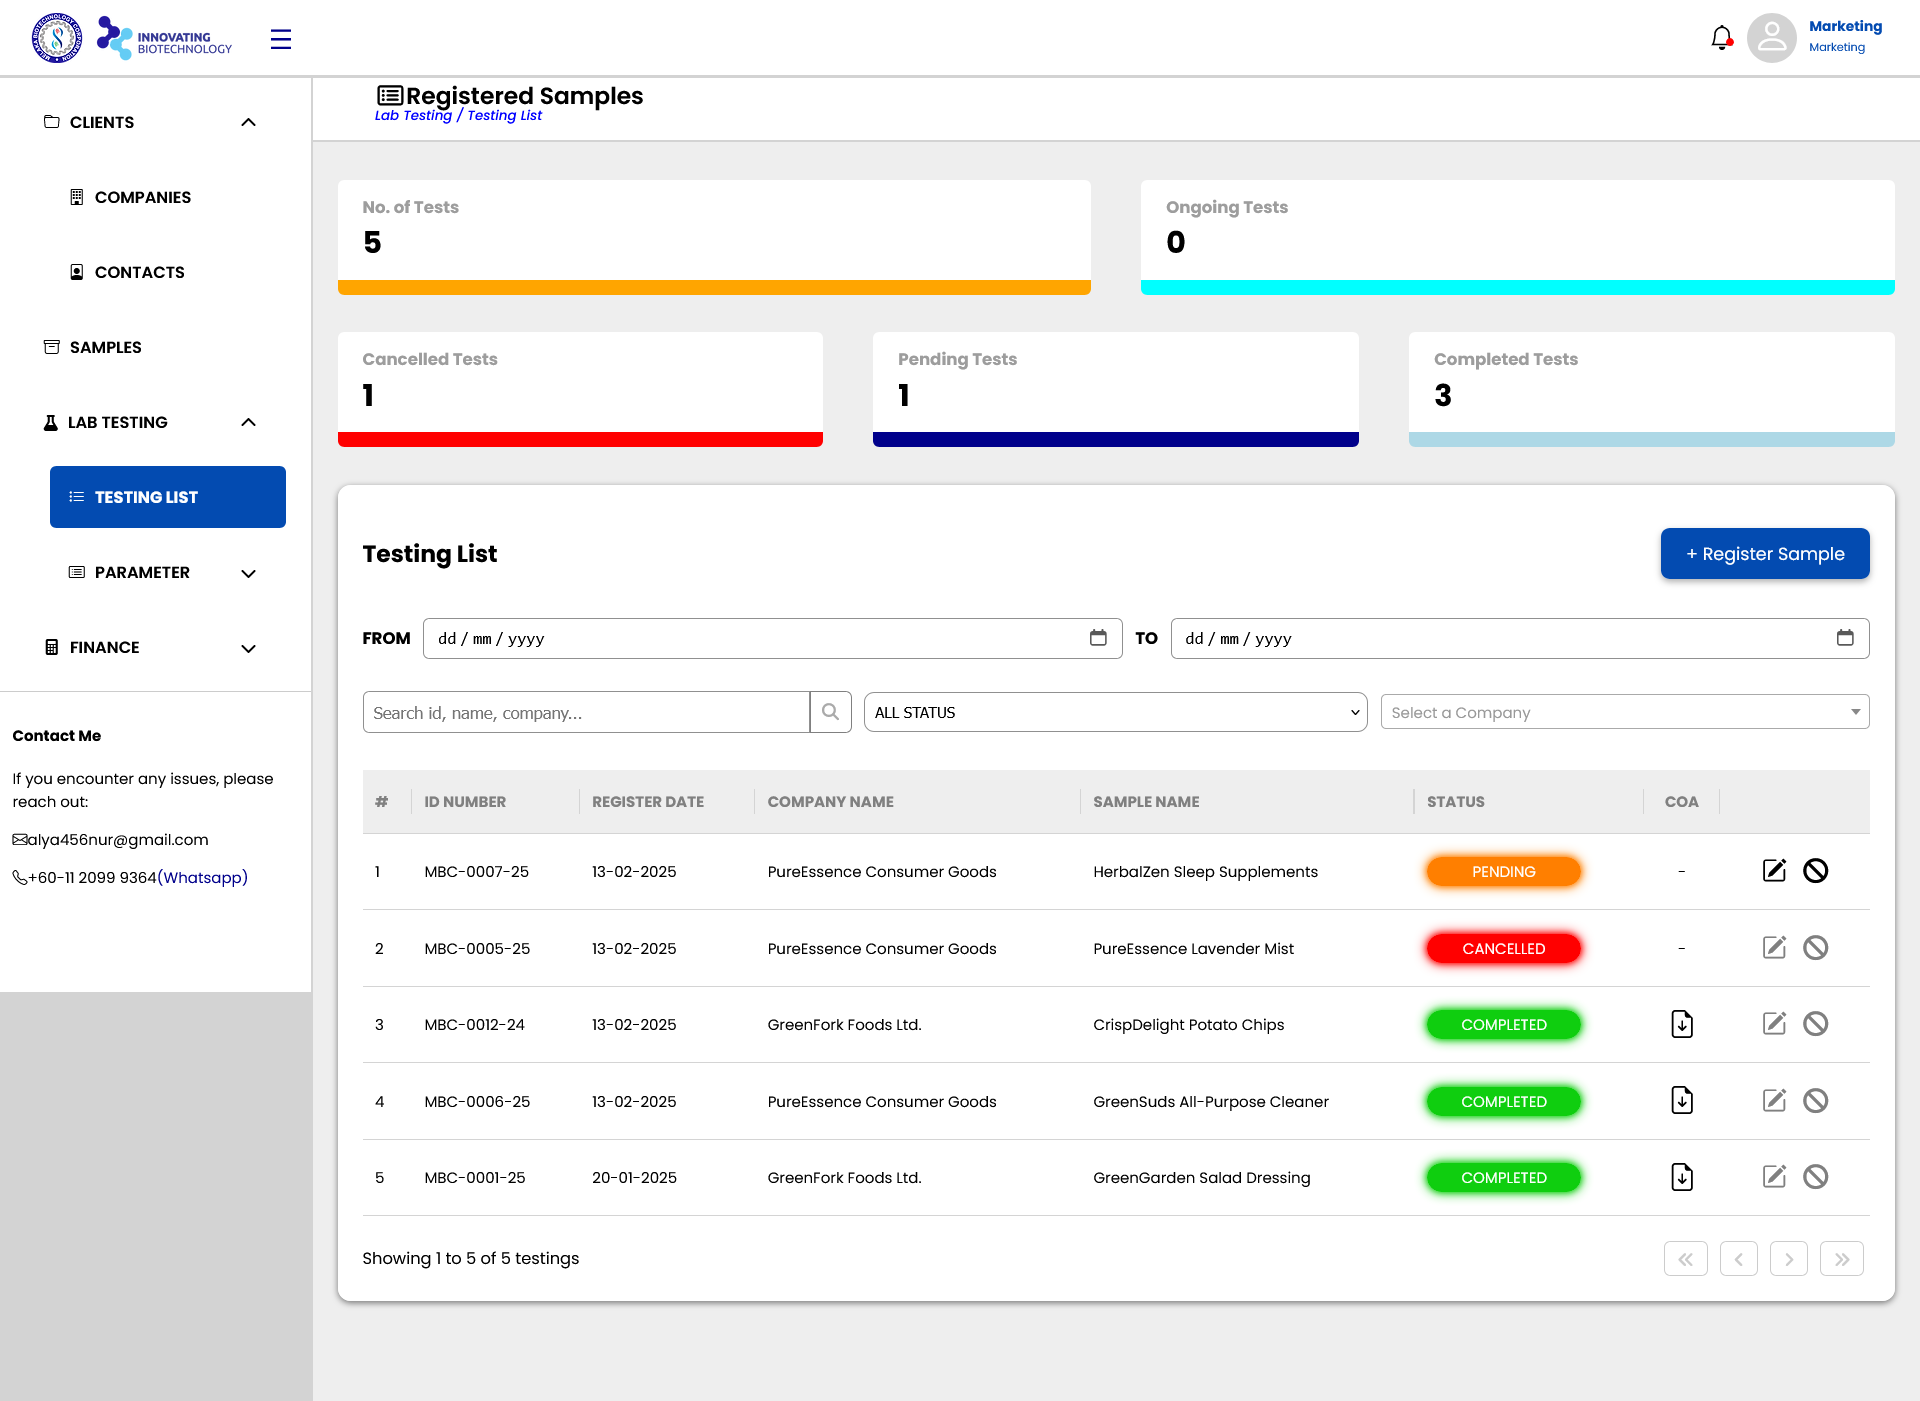 INNOVATING
BIOTECHNOLOGY
Marketing
Marketing
CLIENTS
COMPANIES
CONTACTS
SAMPLES
LAB TESTING
TESTING LIST
PARAMETER
FINANCE
Contact Me
If you encounter any issues, please
reach out:
alya456nur@gmail.com
+60-11 2099 9364(Whatsapp)
Registered Samples
Lab Testing / Testing List
No. of Tests
5
Ongoing Tests
0
Cancelled Tests
1
Pending Tests
1
Completed Tests
3
Testing List
+ Register Sample
FROM dd / mm / yyyy TO dd / mm / yyyy
Search id, name, company... ALL STATUS Select a Company
# ID NUMBER REGISTER DATE COMPANY NAME SAMPLE NAME STATUS COA
1 MBC-0007-25 13-02-2025 PureEssence Consumer Goods HerbalZen Sleep Supplements PENDING -
2 MBC-0005-25 13-02-2025 PureEssence Consumer Goods PureEssence Lavender Mist CANCELLED -
3 MBC-0012-24 13-02-2025 GreenFork Foods Ltd. CrispDelight Potato Chips COMPLETED
4 MBC-0006-25 13-02-2025 PureEssence Consumer Goods GreenSuds All-Purpose Cleaner COMPLETED
5 MBC-0001-25 20-01-2025 GreenFork Foods Ltd. GreenGarden Salad Dressing COMPLETED
Showing 1 to 5 of 5 testings